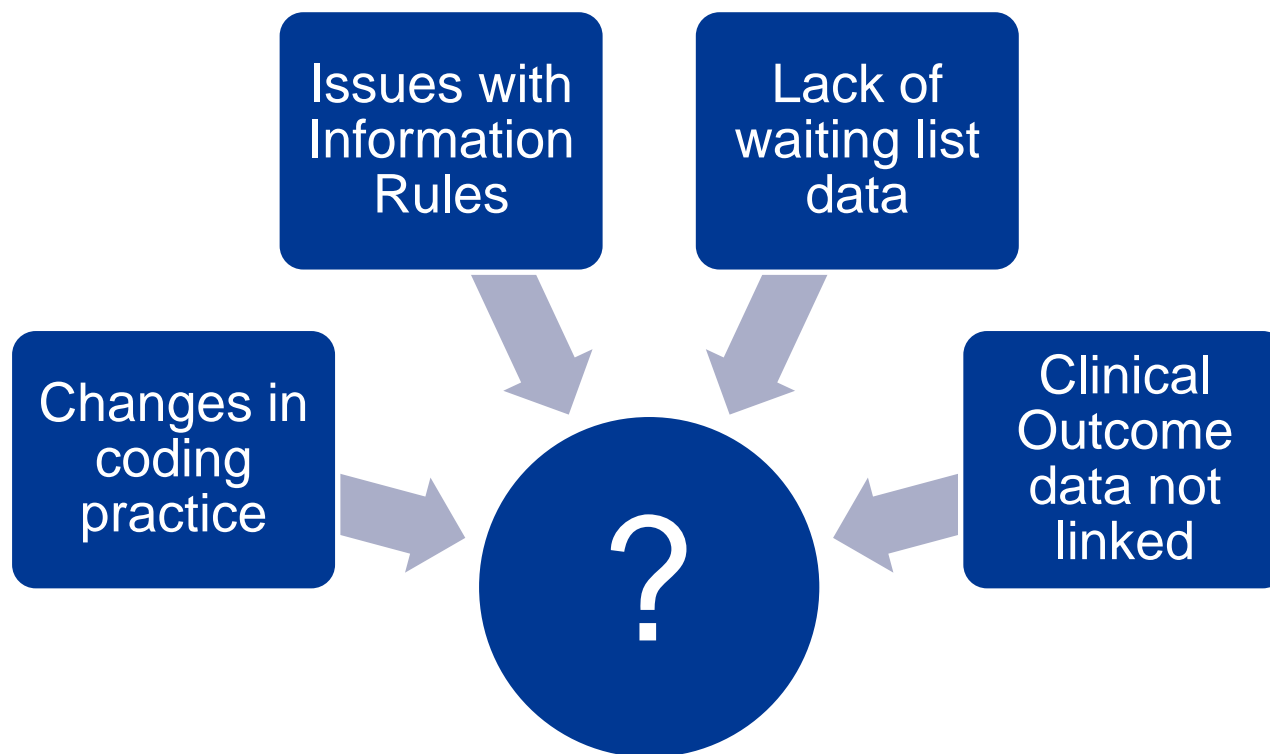 Issues with
Information
Rules
Lack of
waiting list
data
Changes in
coding
practice
Clinical
Outcome
data not
linked
?